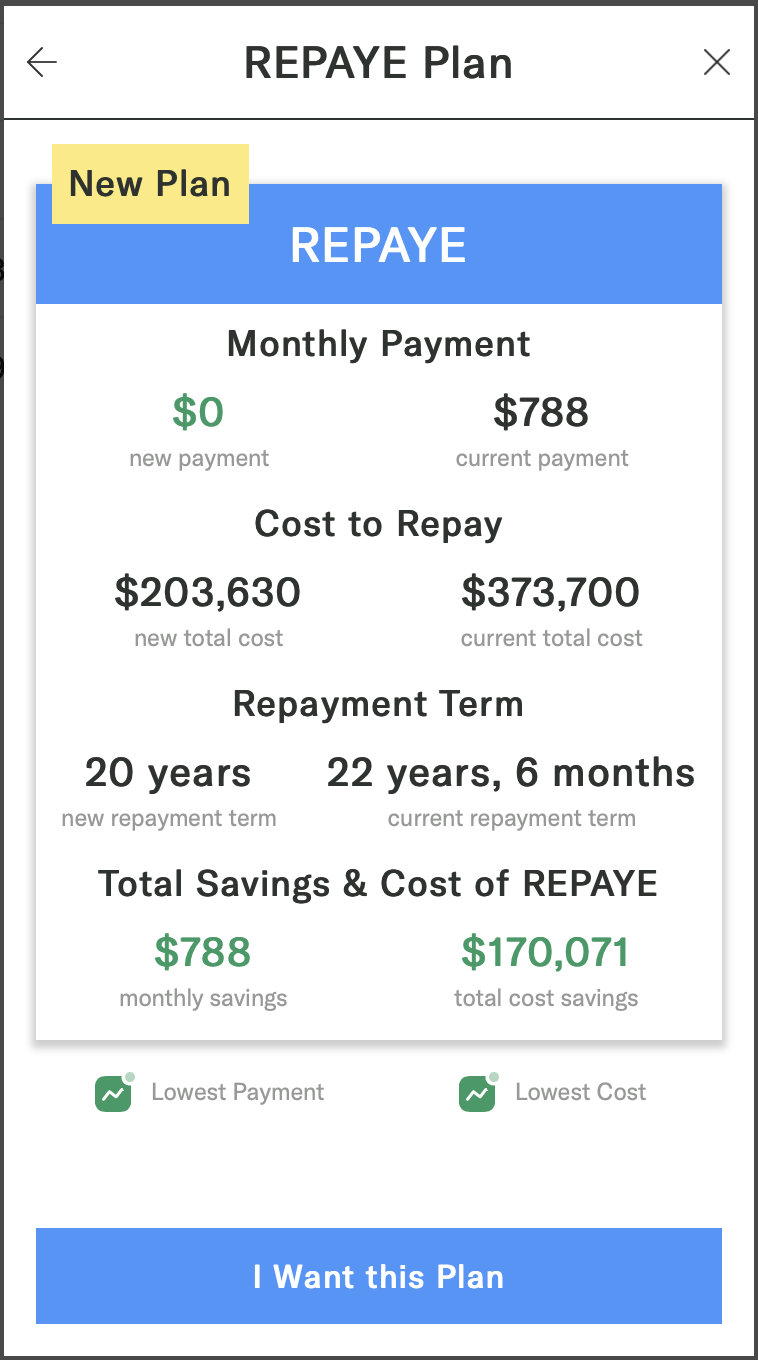 REPAYE Plan
New Plan
REPAYE
Monthly Payment
$0 $788
new payment current payment
Cost to Repay
$203,630 $373,700
new total cost current total cost
Repayment Term
20 years 22 years, 6 months
new repayment term current repayment term
Total Savings & Cost of REPAYE
$788 $170,071
monthly savings total cost savings
Lowest Payment Lowest Cost
I Want this Plan